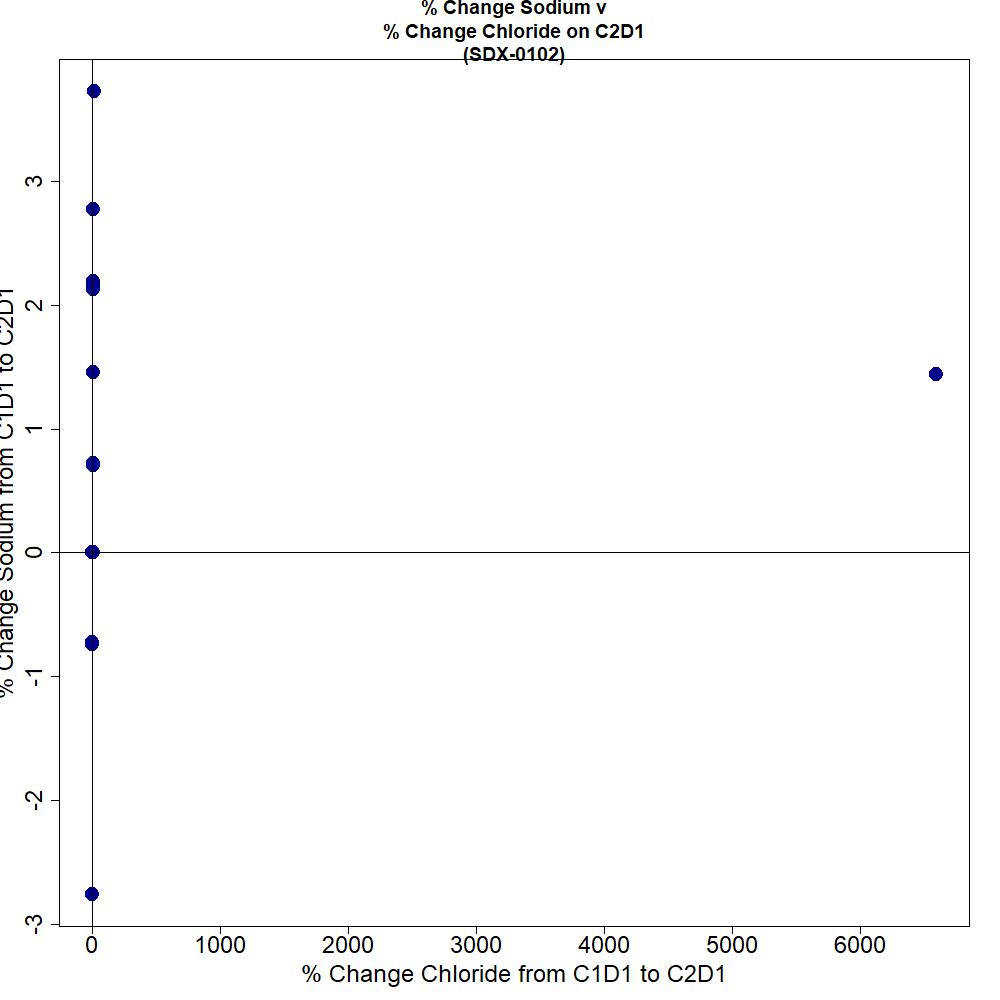 % Change Sodium v
% Change Chloride on C2D1
(SDX-0102)
% Change Sodium from C1D1 to C2D1
3
2
1
0
-1
-2
-3
0 1000 2000 3000 4000 5000 6000
% Change Chloride from C1D1 to C2D1